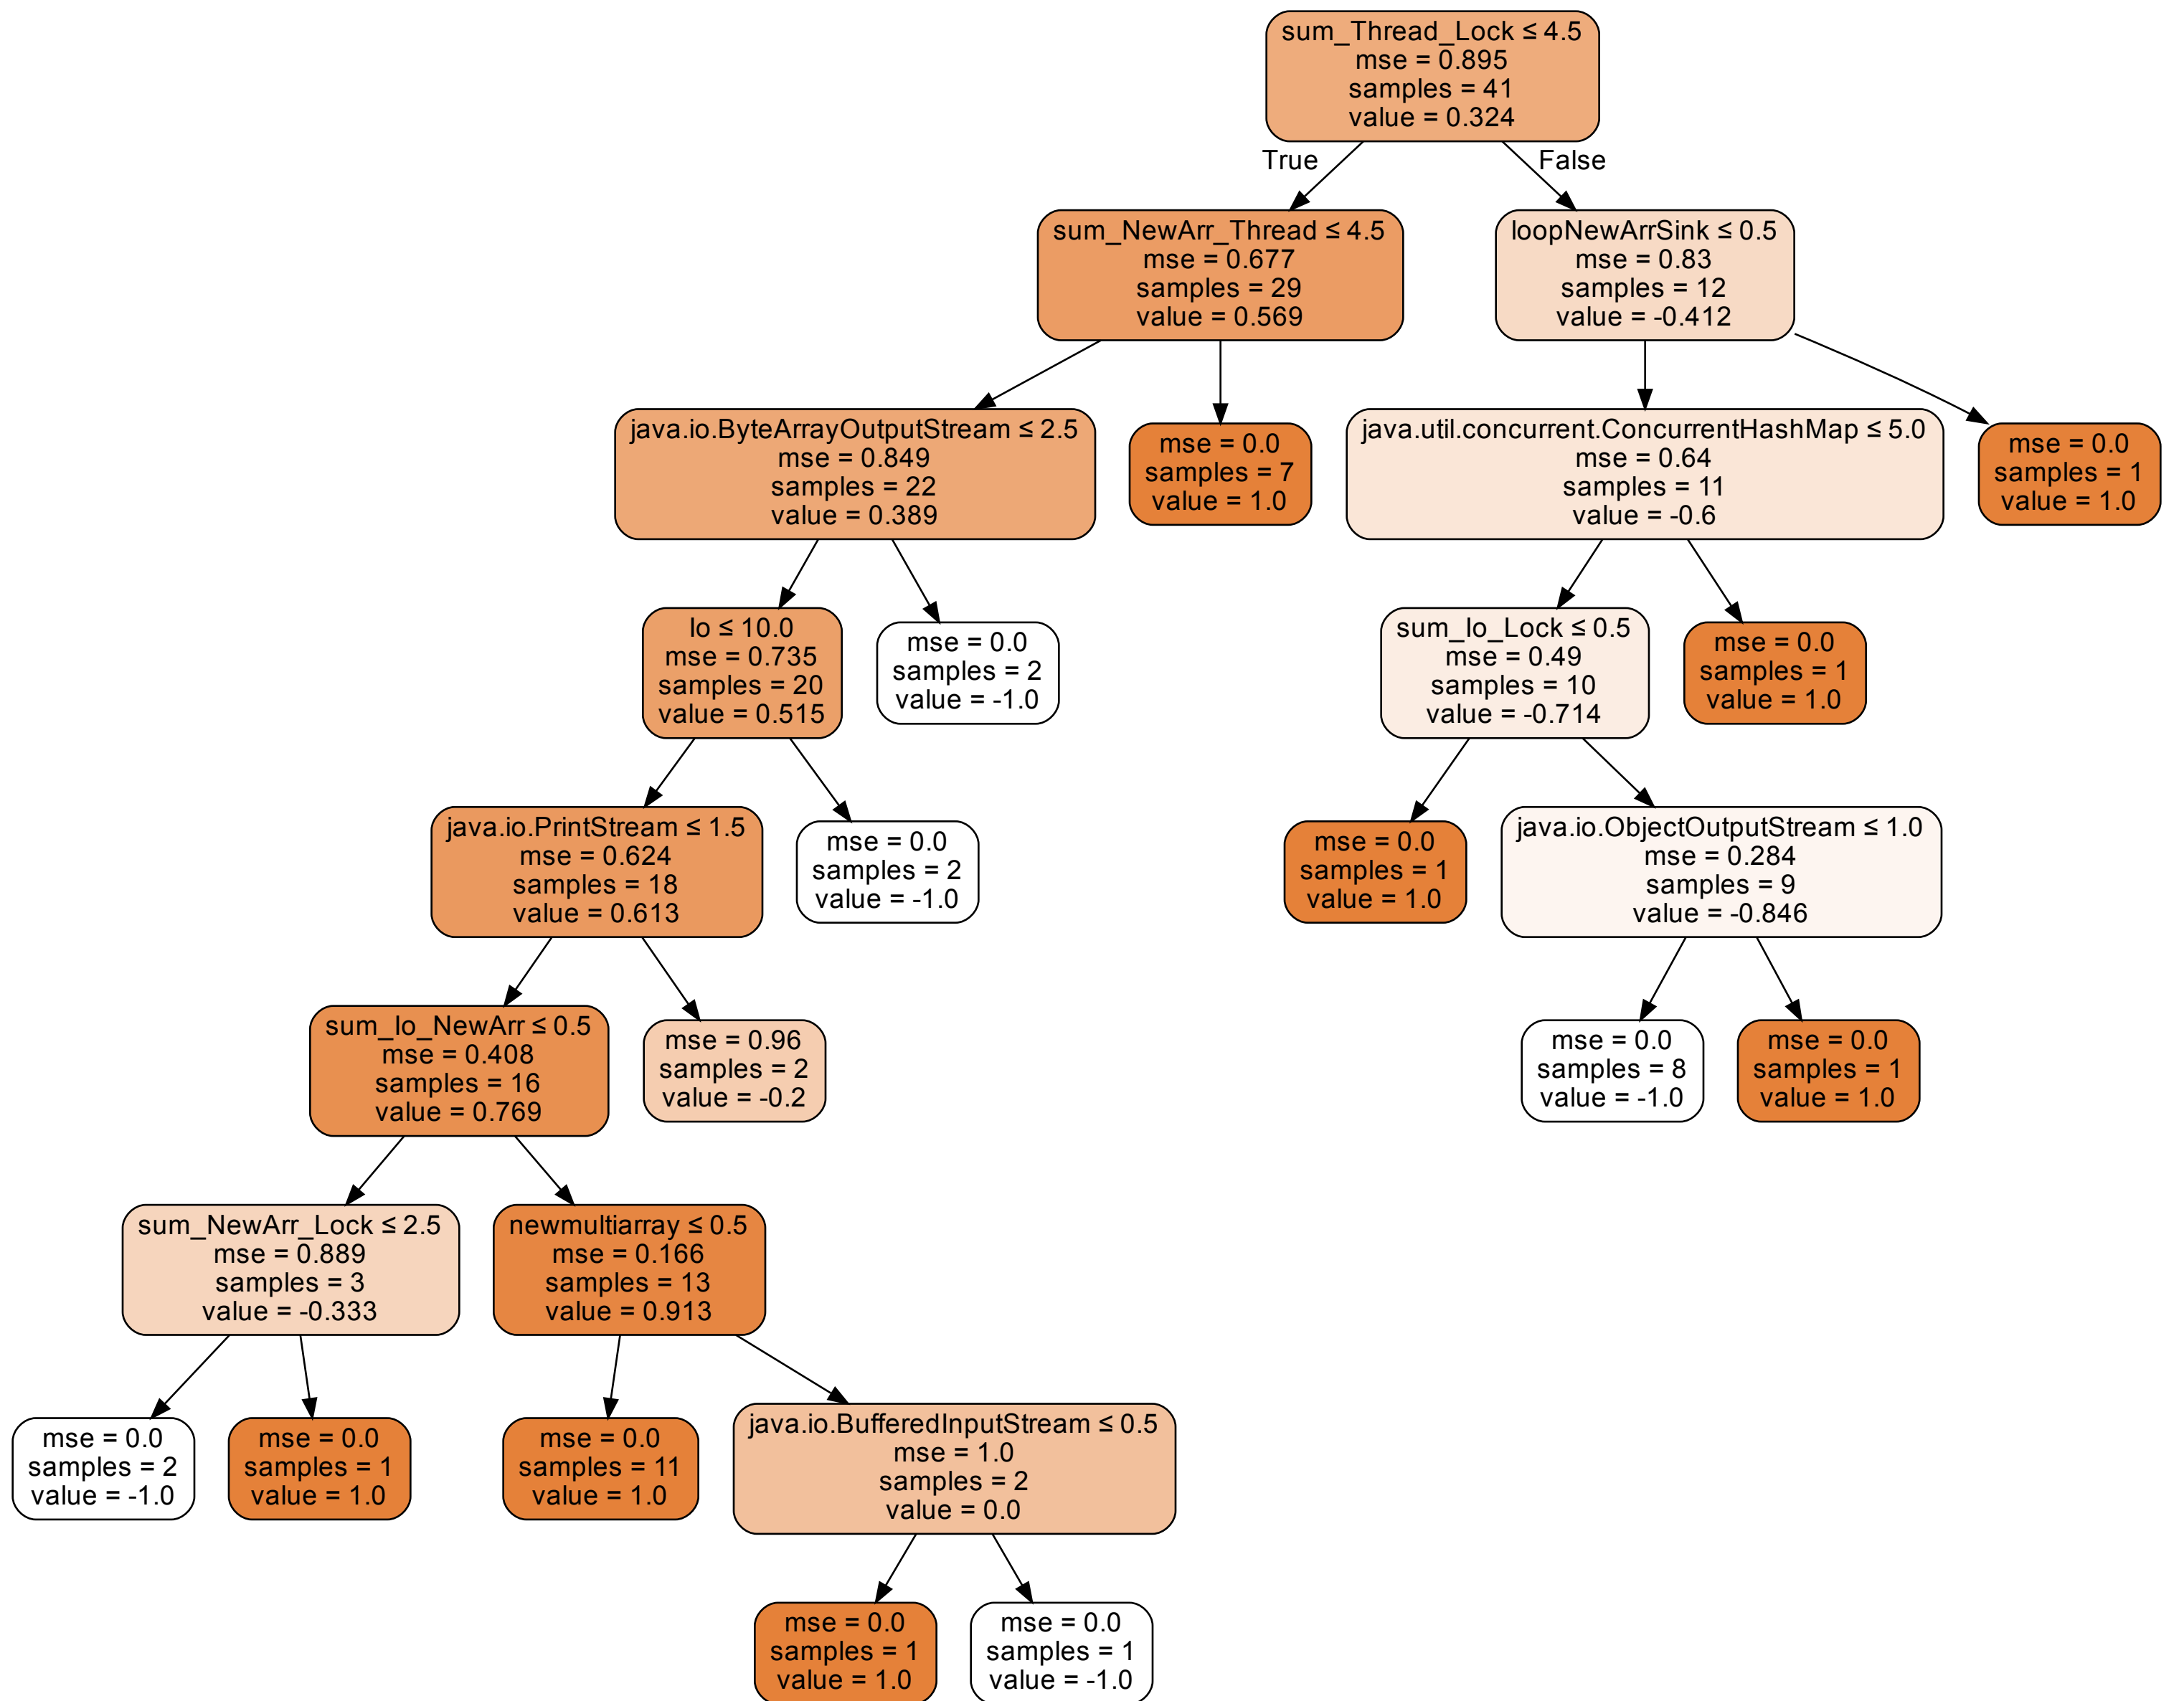 sum_Thread_Lock ≤ 4.5
mse = 0.895
samples = 41
value = 0.324
True
False
sum_NewArr_Thread ≤ 4.5
mse = 0.677
samples = 29
value = 0.569
loopNewArrSink ≤ 0.5
mse = 0.83
samples = 12
value = -0.412
java.io.ByteArrayOutputStream ≤ 2.5
mse = 0.849
samples = 22
value = 0.389
mse = 0.0
samples = 7
value = 1.0
java.util.concurrent.ConcurrentHashMap ≤ 5.0
mse = 0.64
samples = 11
value = -0.6
mse = 0.0
samples = 1
value = 1.0
Io ≤ 10.0
mse = 0.735
samples = 20
value = 0.515
mse = 0.0
samples = 2
value = -1.0
sum_Io_Lock ≤ 0.5
mse = 0.49
samples = 10
value = -0.714
mse = 0.0
samples = 1
value = 1.0
java.io.PrintStream ≤ 1.5
mse = 0.624
samples = 18
value = 0.613
mse = 0.0
samples = 2
value = -1.0
mse = 0.0
samples = 1
value = 1.0
java.io.ObjectOutputStream ≤ 1.0
mse = 0.284
samples = 9
value = -0.846
sum_Io_NewArr ≤ 0.5
mse = 0.408
samples = 16
value = 0.769
mse = 0.96
samples = 2
value = -0.2
mse = 0.0
samples = 8
value = -1.0
mse = 0.0
samples = 1
value = 1.0
sum_NewArr_Lock ≤ 2.5
mse = 0.889
samples = 3
value = -0.333
newmultiarray ≤ 0.5
mse = 0.166
samples = 13
value = 0.913
mse = 0.0
samples = 2
value = -1.0
mse = 0.0
samples = 1
value = 1.0
mse = 0.0
samples = 11
value = 1.0
java.io.BufferedInputStream ≤ 0.5
mse = 1.0
samples = 2
value = 0.0
mse = 0.0
samples = 1
value = 1.0
mse = 0.0
samples = 1
value = -1.0